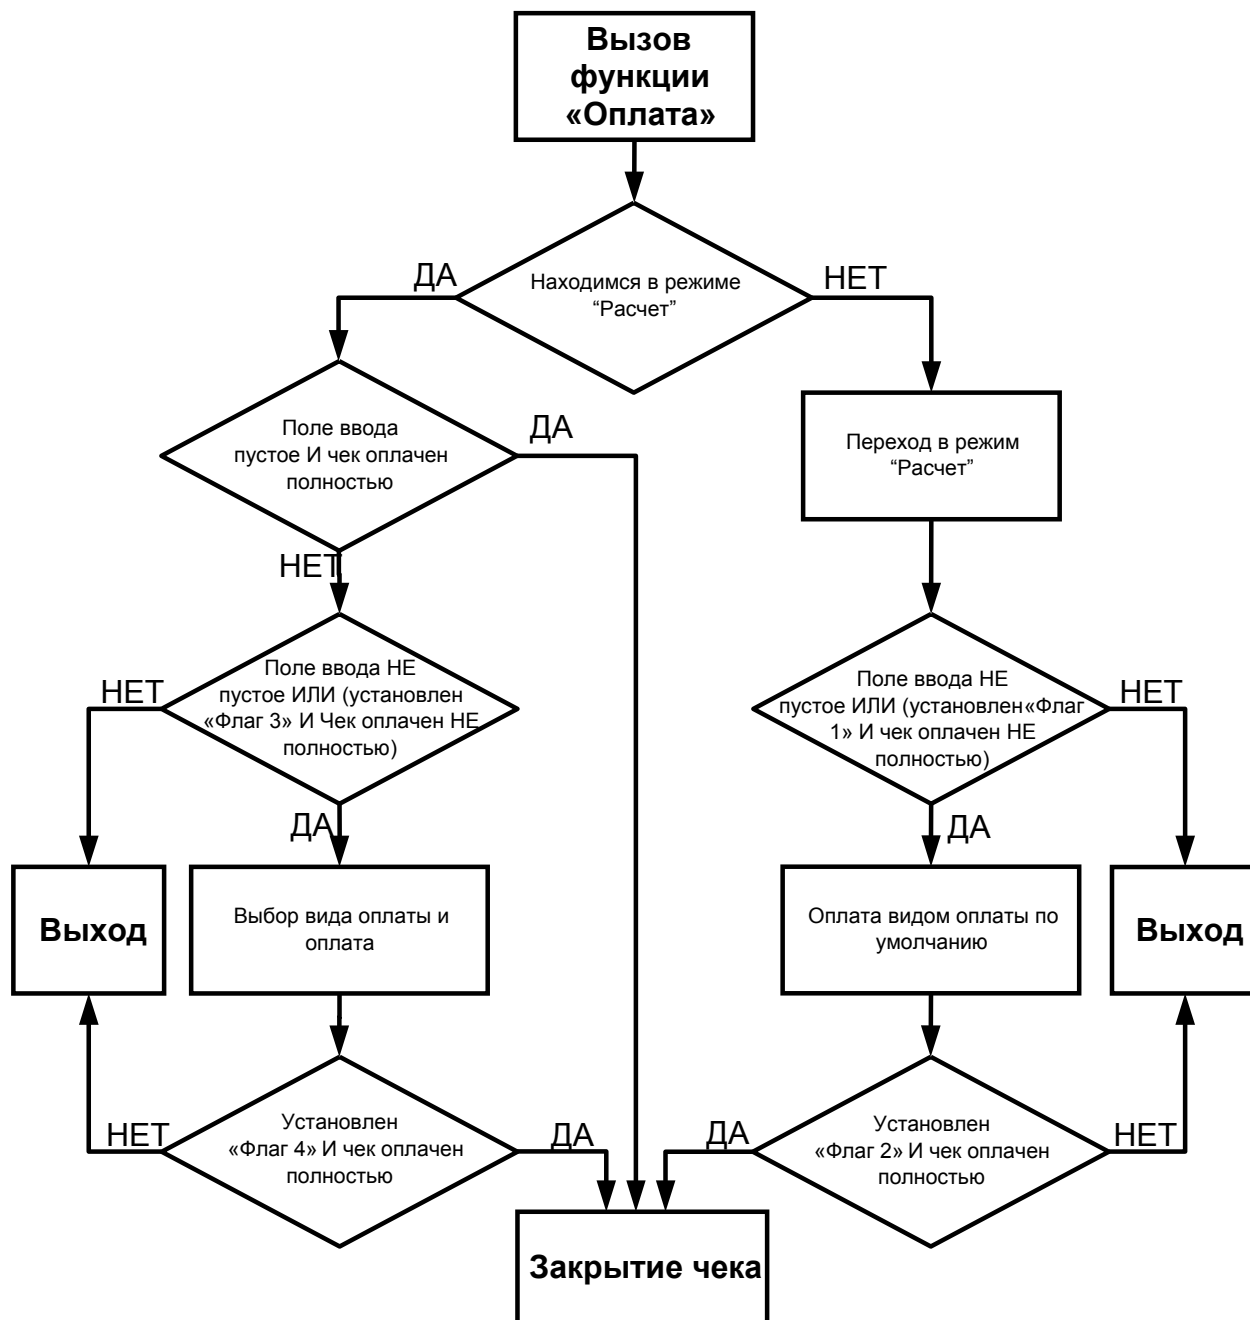 Вызов
функции
«Оплата»
Находимся в режиме
“Расчет”
ДА
НЕТ
Поле ввода
пустое И чек оплачен
полностью
ДА
НЕТ
Переход в режим
“Расчет”
Поле ввода НЕ
пустое ИЛИ (установлен
«Флаг 3» И Чек оплачен НЕ
полностью)
НЕТ
ДА
Поле ввода НЕ
пустое ИЛИ (установлен«Флаг
1» И чек оплачен НЕ
полностью)
НЕТ
ДА
Выход
Выбор вида оплаты и
оплата
Оплата видом оплаты по
умолчанию
Выход
Установлен
«Флаг 4» И чек оплачен
полностью
НЕТ
ДА
Установлен
«Флаг 2» И чек оплачен
полностью
ДА
НЕТ
Закрытие чека